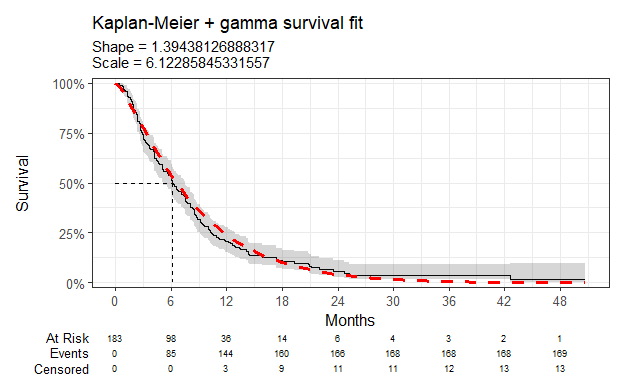 Kaplan-Meier + gamma survival fit
Shape = 1.39438126888317
Scale = 6.12285845331557
100%
75%
50%
25%
0%
Survival
0 6 12 18 24 30 36 42 48
Months
At Risk 183 98 36 14 6 4 3 2 1
Events 0 85 144 160 166 168 168 168 169
Censored 0 0 3 9 11 11 12 13 13